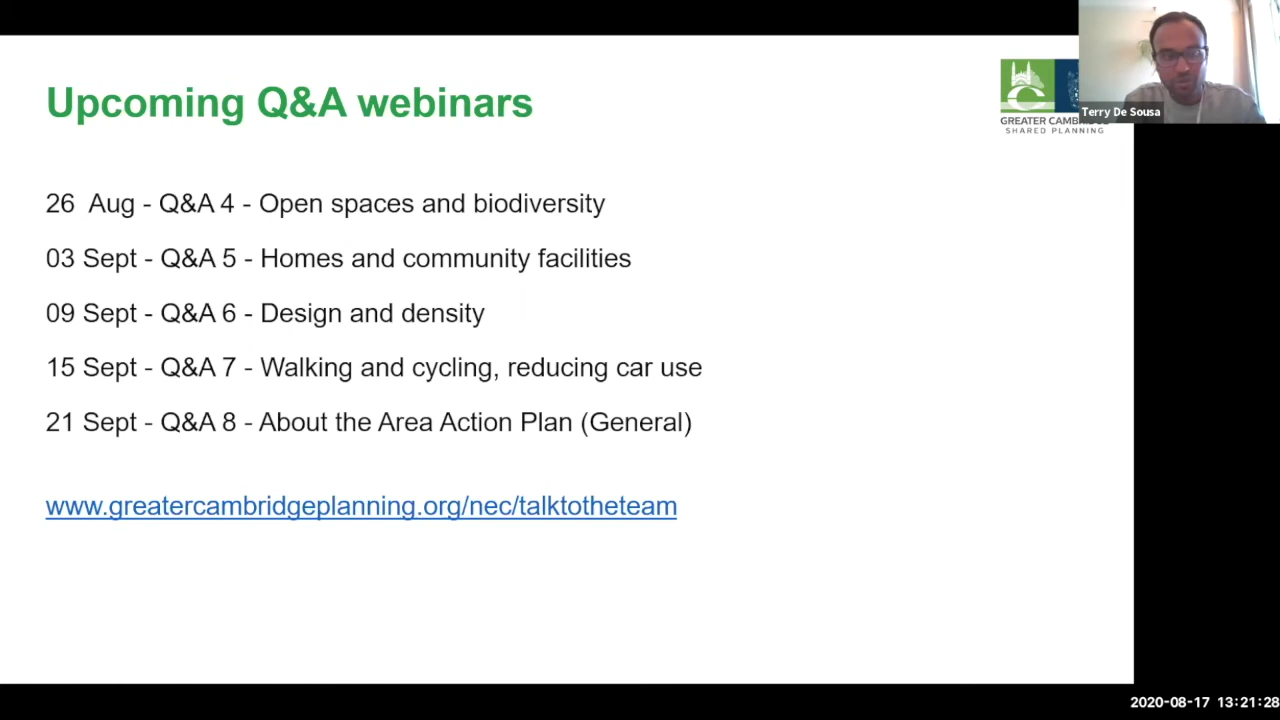 Upcoming Q&A webinars
GREATER CAMBRIDGE
SHARED PLANNING
Terry De Sousa
26 Aug - Q&A 4 - Open spaces and biodiversity
03 Sept - Q&A 5 - Homes and community facilities
09 Sept - Q&A 6 - Design and density
15 Sept - Q&A 7 - Walking and cycling, reducing car use
21 Sept - Q&A 8 - About the Area Action Plan (General)
www.greatercambridgeplanning.org/nec/talktotheteam
2020-08-17 13:21:28